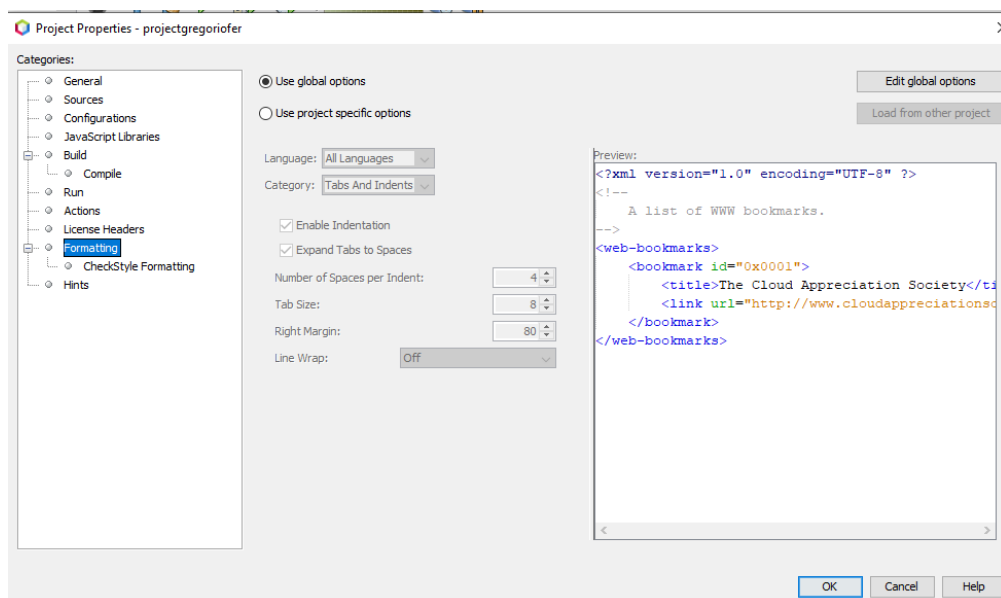 Project Properties - projectgregoriofer
Categories:
General
Sources
Configurations
JavaScript Libraries
Build
Compile
Run
Actions
License Headers
Formatting
CheckStyle Formatting
Hints
Use global options
Edit global options
Use project specific options
Load from other project
Language: All Languages
Category: Tabs And Indents
Enable Indentation
Expand Tabs to Spaces
Number of Spaces per Indent: 4
Tab Size: 8
Right Margin: 80
Line Wrap: Off
Preview:
<?xml version="1.0" encoding="UTF-8" ?>
<!--
A list of WWW bookmarks.
-->
<web-bookmarks>
<bookmark id="0x0001">
<title>The Cloud Appreciation Society</ti
<link url="http://www.cloudappreciations
</bookmark>
</web-bookmarks>
OK Cancel Help